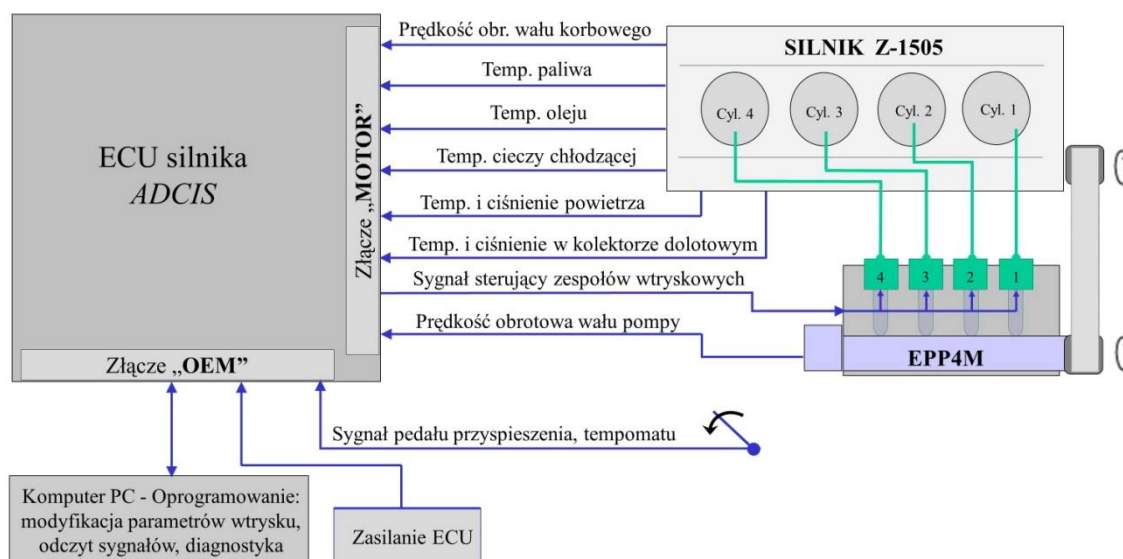 Prędkość obr. wału korbowego
SILNIK Z-1505
Temp. paliwa
Cyl. 4
Cyl. 3
Cyl. 2
Cyl. 1
Temp. oleju
ECU silnika
ADCIS
Złącze „MOTOR”
Temp. cieczy chłodzącej
Temp. i ciśnienie powietrza
Temp. i ciśnienie w kolektorze dolotowym
Sygnał sterujący zespołów wtryskowych
4
3
2
1
Prędkość obrotowa wału pompy
EPP4M
Złącze „OEM”
Sygnał pedału przyspieszenia, tempomatu
Komputer PC - Oprogramowanie:
modyfikacja parametrów wtrysku,
odczyt sygnałów, diagnostyka
Zasilanie ECU